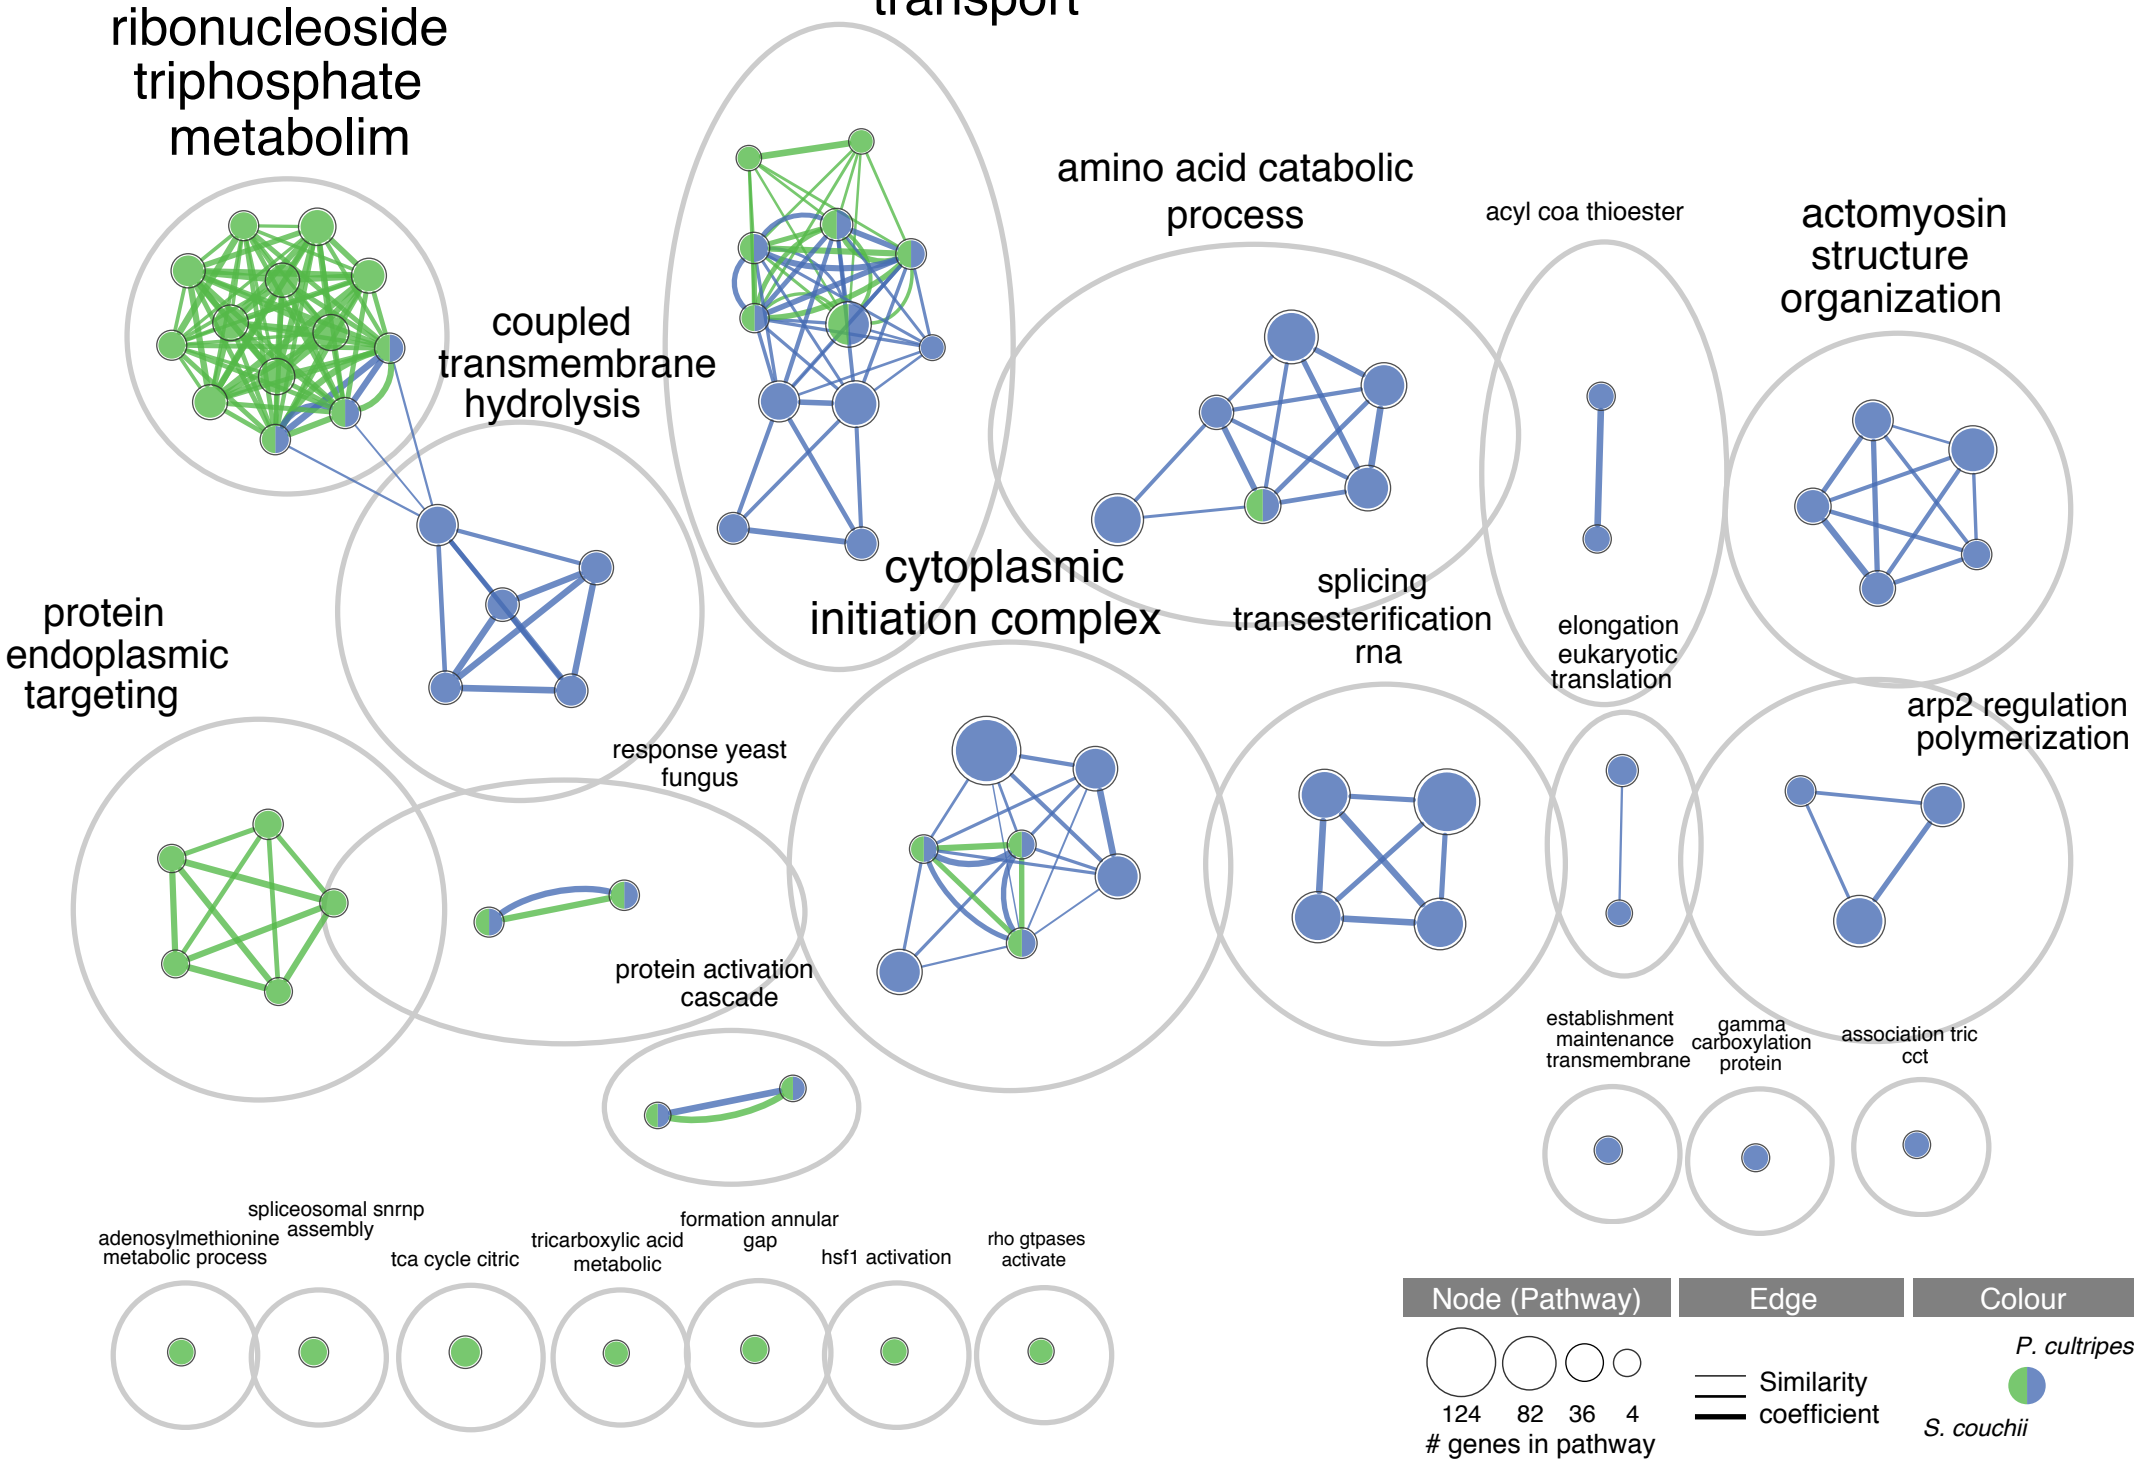 transport
ribonucleoside
triphosphate
metabolim
amino acid catabolic
process
acyl coa thioester
actomyosin
structure
organization
coupled
transmembrane
hydrolysis
cytoplasmic
initiation complex
splicing
transesterification
rna
elongation
eukaryotic
translation
protein
endoplasmic
targeting
arp2 regulation
polymerization
response yeast
fungus
protein activation
cascade
establishment
maintenance
transmembrane
gamma
carboxylation
protein
association tric
cct
adenosylmethionine
metabolic process
spliceosomal snrnp
assembly
tca cycle citric
tricarboxylic acid
metabolic
formation annular
gap
hsf1 activation
rho gtpases
activate
Node (Pathway)
124 82 36 4
# genes in pathway
Edge
Similarity
coefficient
Colour
P. cultripes
S. couchii